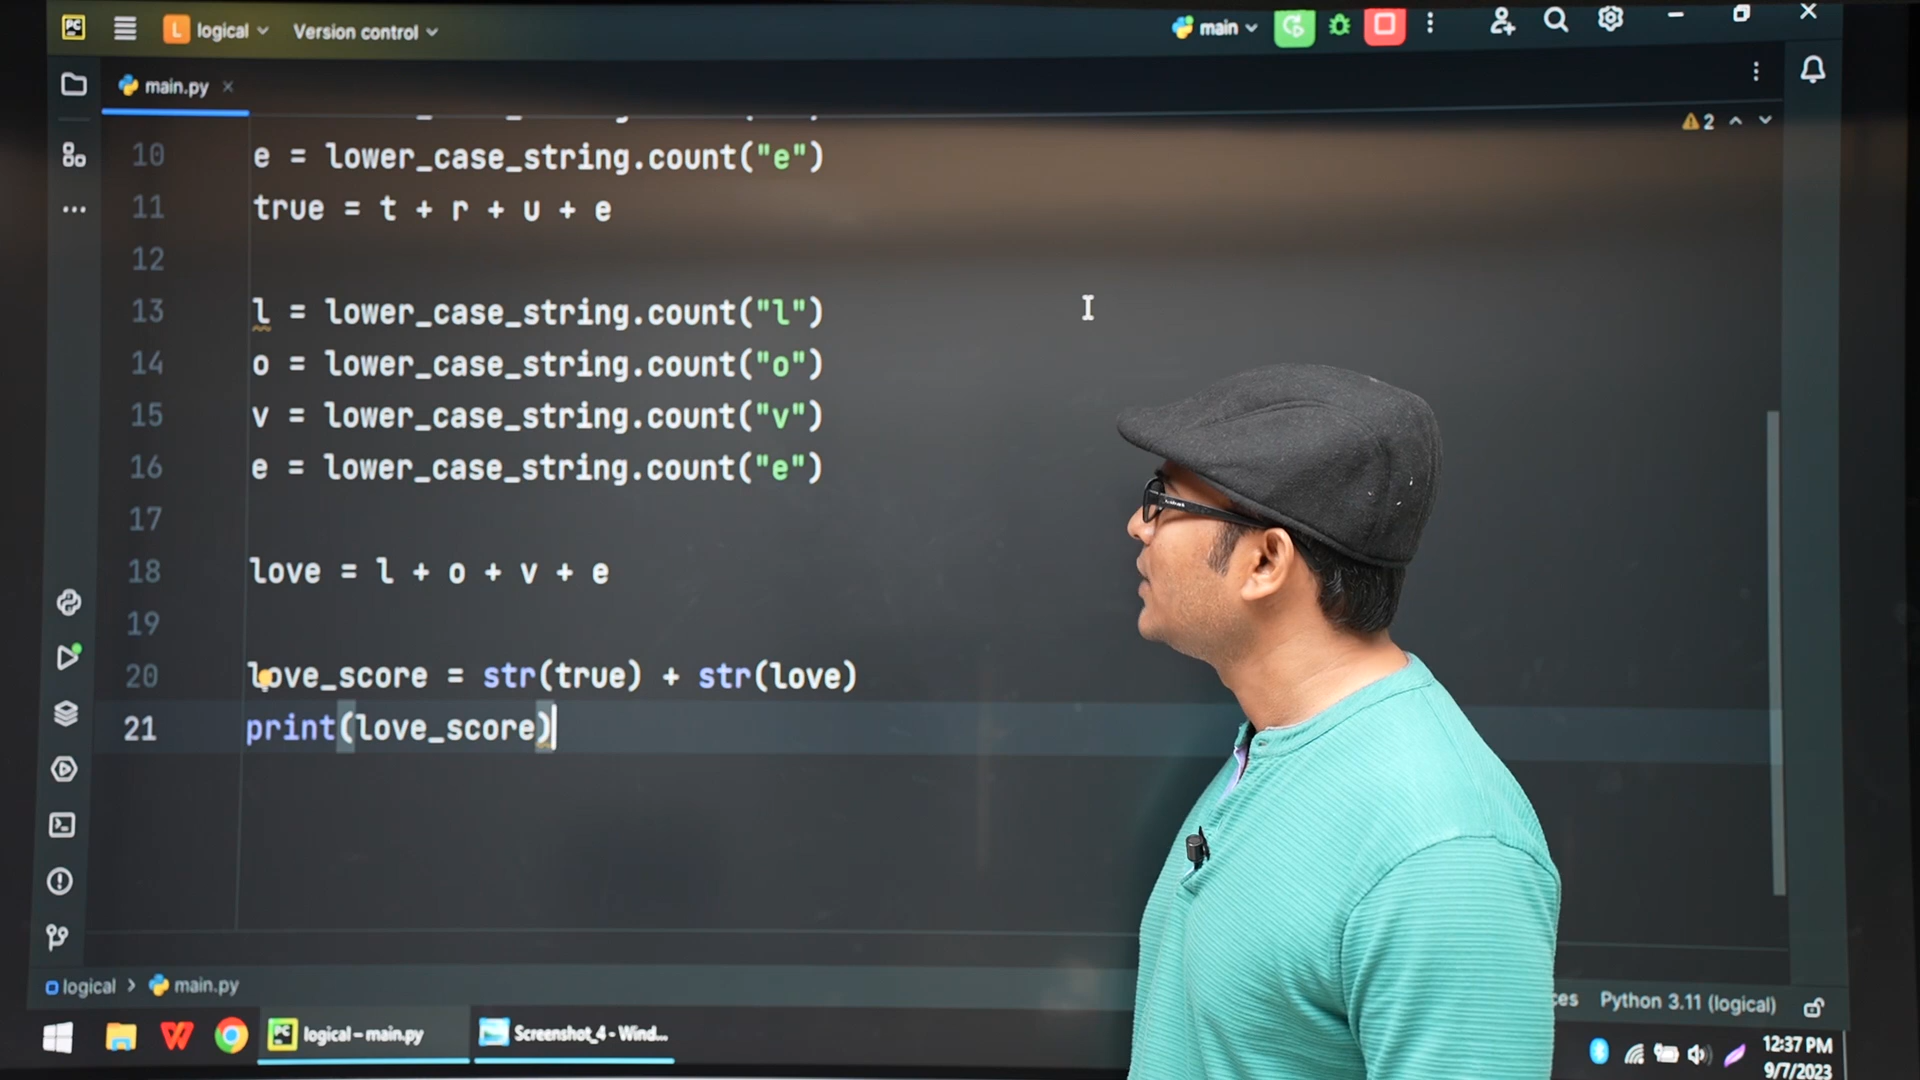 PC
L logical
Version control
main
main.py
2
10 e = lower_case_string.count("e")
11 true = t + r + u + e
12
13 l = lower_case_string.count("l")
14 o = lower_case_string.count("o")
15 v = lower_case_string.count("v")
16 e = lower_case_string.count("e")
17
18 love = l + o + v + e
19
20 love_score = str(true) + str(love)
21 print(love_score)
logical > main.py
Python 3.11 (logical)
PC logical – main.py
Screenshot_4 - Wind...
12:37 PM
9/7/2023